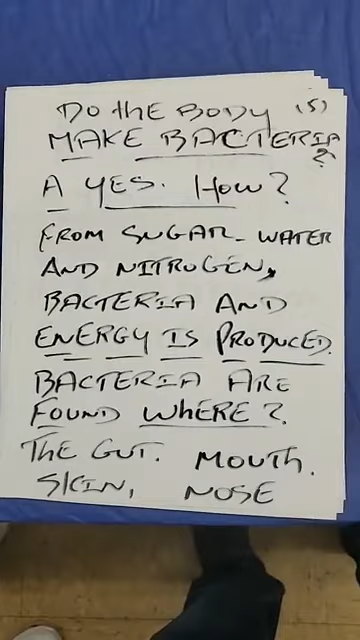 DO the BODY (5)
MAKE BACTERIA
?
A YES. HOW?
FROM SUGAR- WATER
AND NITROGEN,
BACTERIA AND
ENERGY IS PRODUCED.
BACTERIA ARE
FOUND WHERE?
THE GUT. MOUTH.
SKIN, NOSE